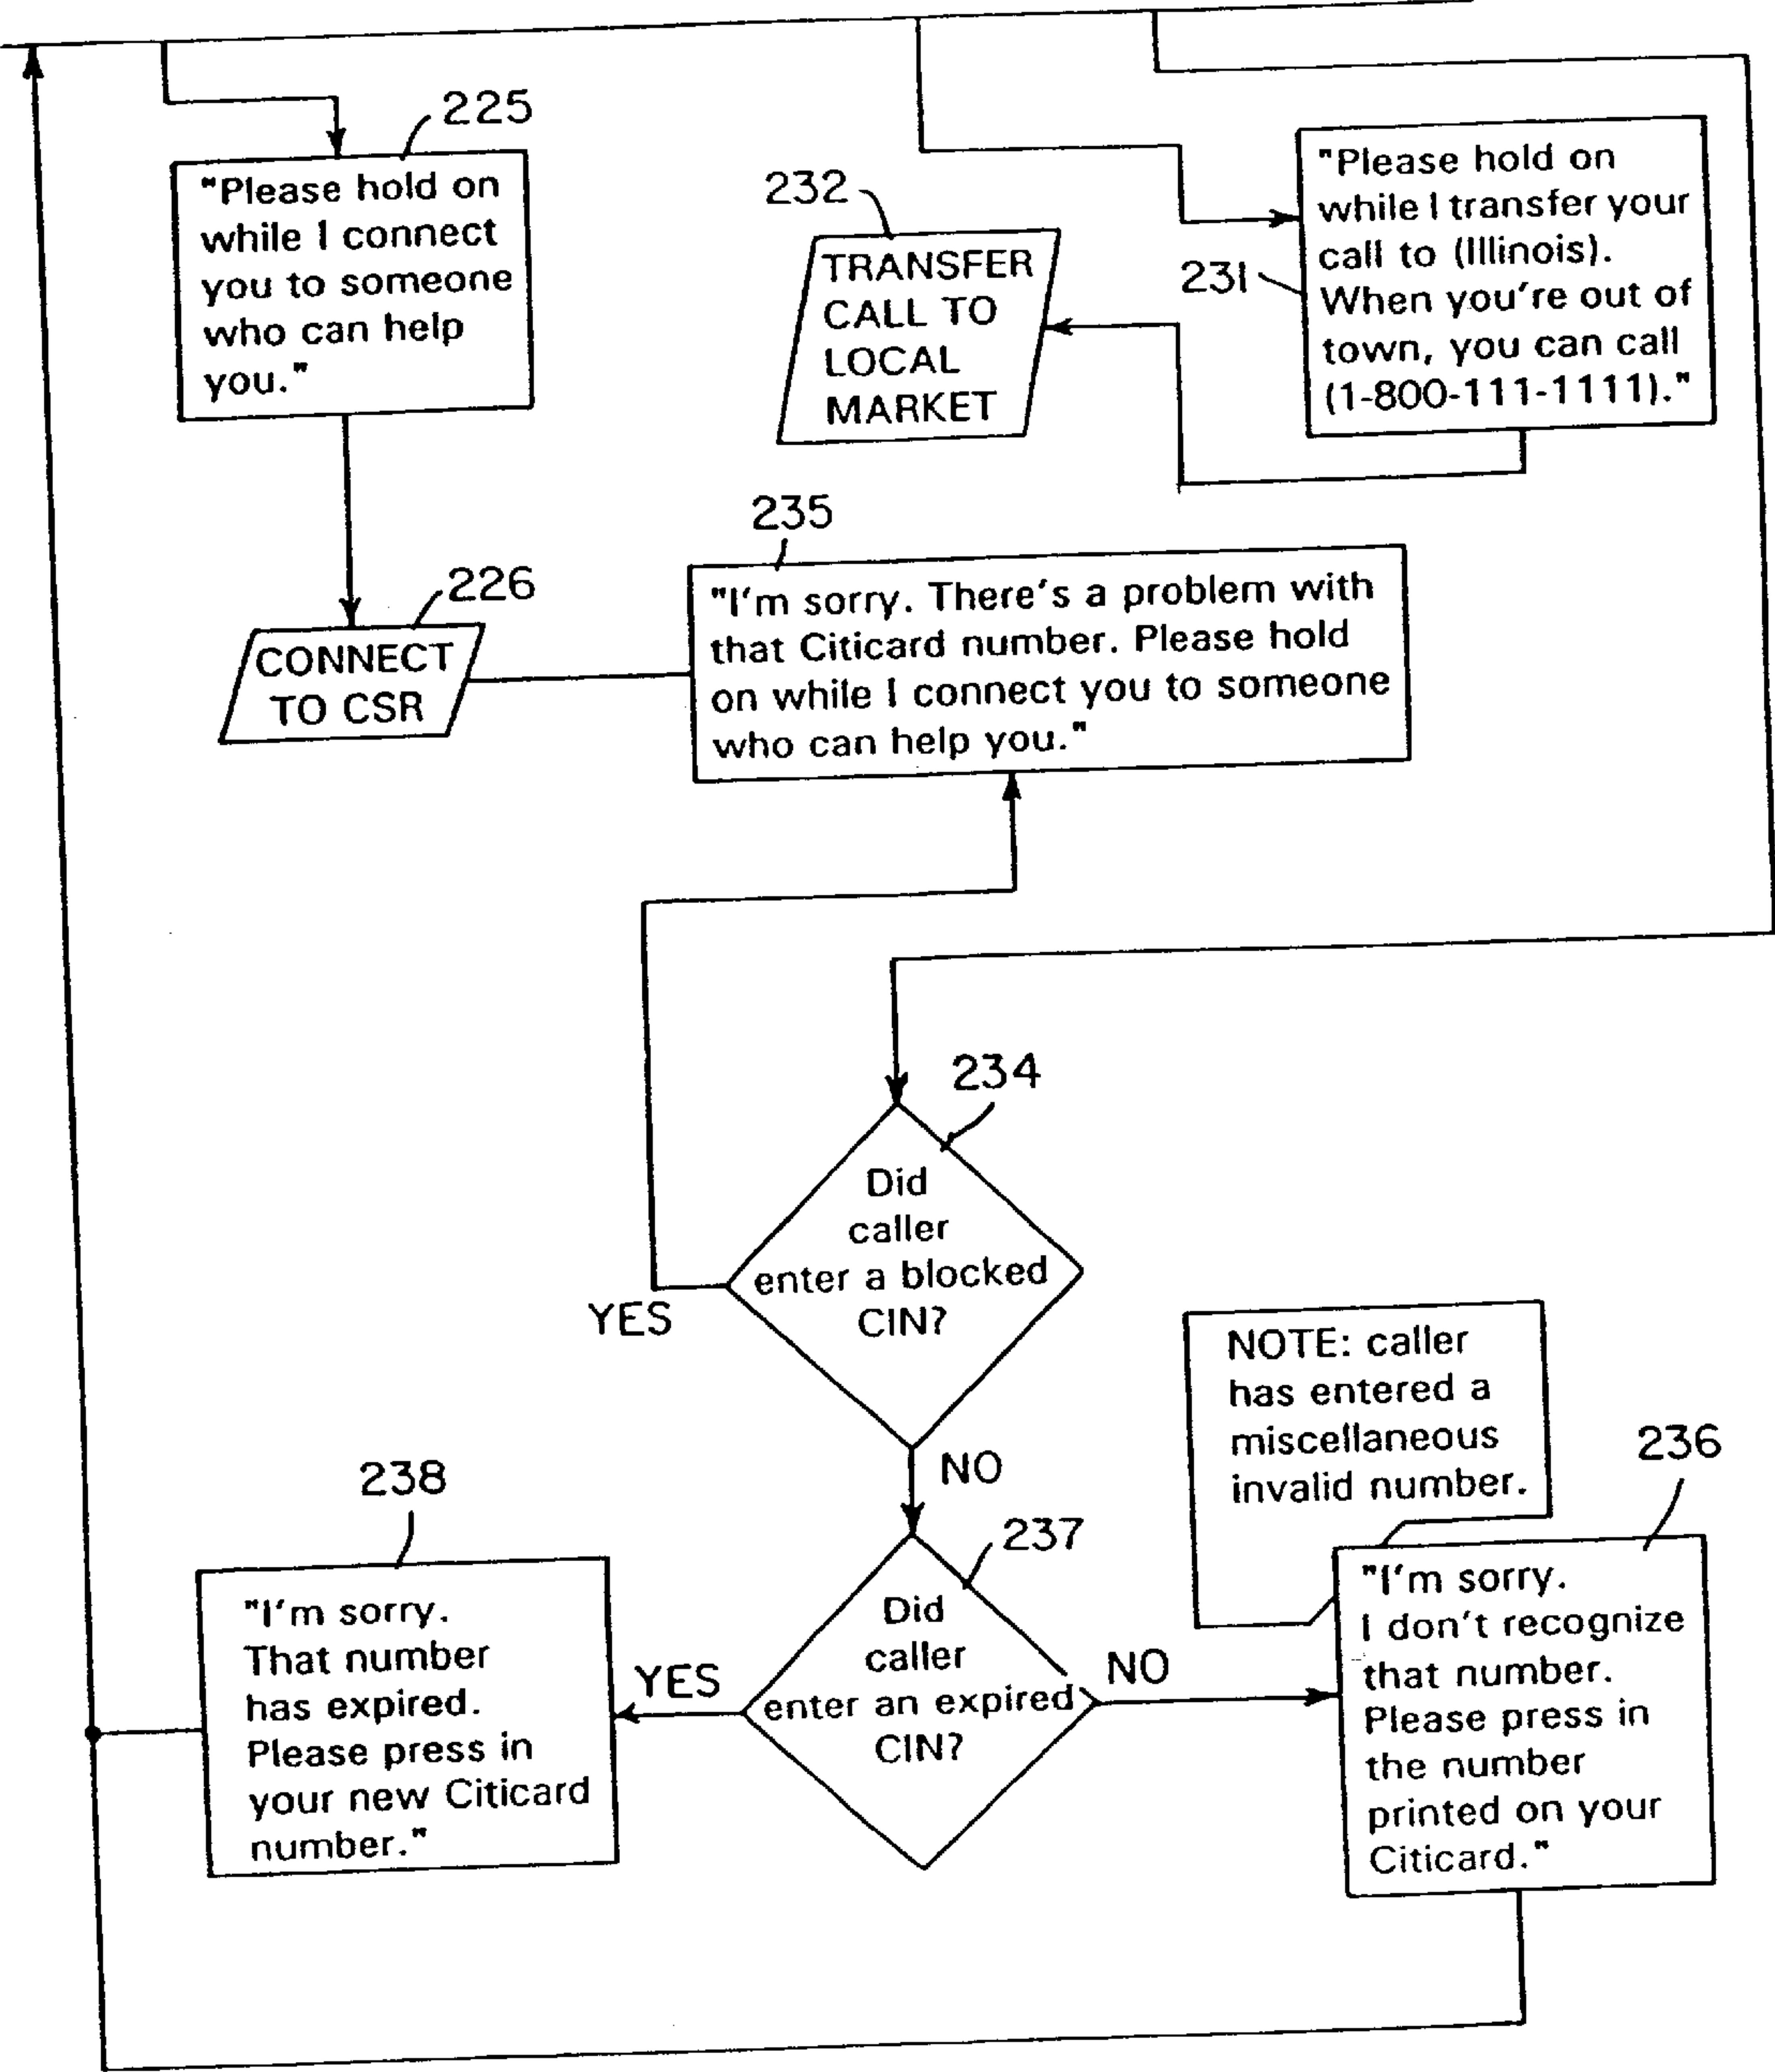 225
"Please hold on
while I connect
you to someone
who can help
you."
232
TRANSFER
CALL TO
LOCAL
MARKET
231
"Please hold on
while I transfer your
call to (Illinois).
When you're out of
town, you can call
(1-800-111-1111)."
226
CONNECT
TO CSR
235
"I'm sorry. There's a problem with
that Citicard number. Please hold
on while I connect you to someone
who can help you."
234
Did
caller
enter a blocked
CIN?
YES
NO
NOTE: caller
has entered a
miscellaneous
invalid number.
238
"I'm sorry.
That number
has expired.
Please press in
your new Citicard
number."
YES
237
Did
caller
enter an expired
CIN?
NO
236
"I'm sorry.
I don't recognize
that number.
Please press in
the number
printed on your
Citicard."